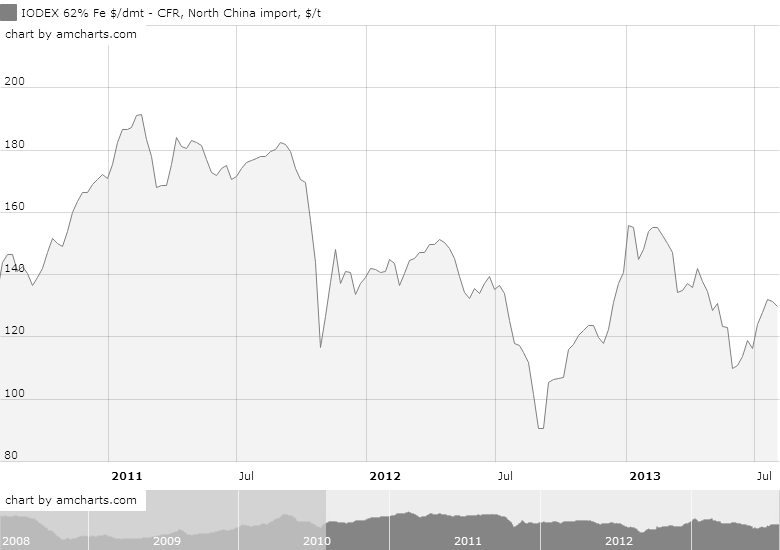 IODEX 62% Fe $/dmt - CFR, North China import, $/t
chart by amcharts.com
200
180
160
140
120
100
80
2011 Jul 2012 Jul 2013 Jul
chart by amcharts.com
2008 2009 2010 2011 2012